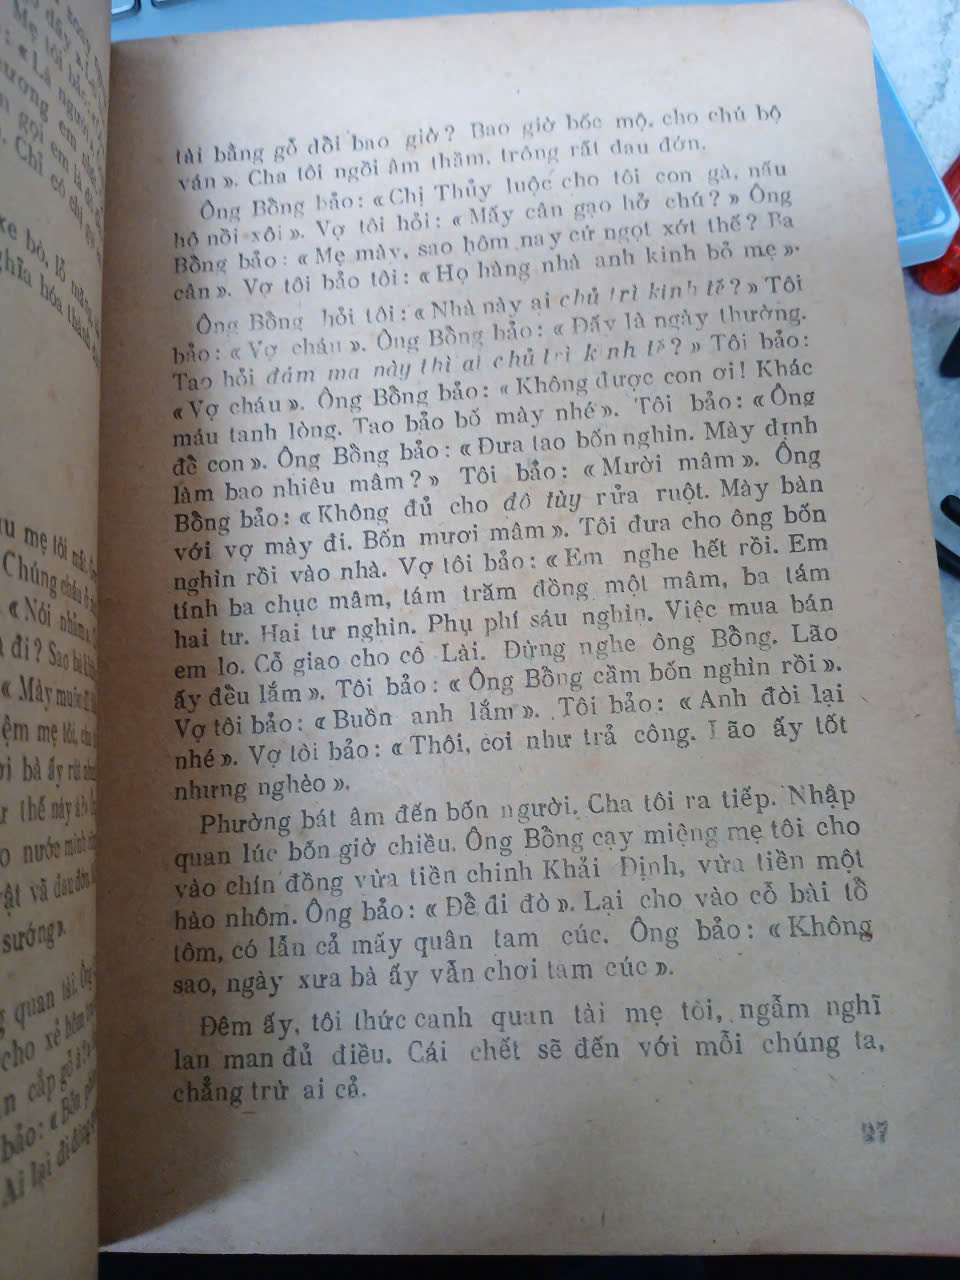 tài bằng gỗ dồi bao giờ? Bao giờ bốc mộ, cho chú bộ
ván». Cha tôi ngồi âm thầm, trông rất đau đớn.
Ông Bồng bảo: «Chị Thủy luộc cho tôi con gà, nấu
hộ nồi xôi». Vợ tôi hỏi: «Mấy cân gạo hở chú?» Ông
Bồng bảo: «Mẹ mày, sao hôm nay cứ ngọt xớt thế? Ba
cân». Vợ tôi bảo tôi: «Họ hàng nhà anh kinh bỏ mẹ».
Ông Bồng hỏi tôi: «Nhà này ai chủ trì kinh tế?» Tôi
bảo: «Vợ cháu». Ông Bồng bảo: «Đấy là ngày thường.
Tao hỏi đám ma này thì ai chủ trì kinh tế?» Tôi bảo:
«Vợ cháu». Ông Bồng bảo: «Không được con ơi! Khác
máu tanh lòng. Tao bảo bố mày nhé». Tôi bảo: «Ông
để con». Ông Bồng bảo: «Đưa tao bốn nghìn. Mày định
làm bao nhiêu mâm?» Tôi bảo: «Mười mâm». Ông
Bồng bảo: «Không đủ cho đô tùy rửa ruột. Mày bàn
với vợ mày đi. Bốn mươi mâm». Tôi đưa cho ông bốn
nghìn rồi vào nhà. Vợ tôi bảo: «Em nghe hết rồi. Em
tính ba chục mâm, tám trăm đồng một mâm, ba tám
hai tư. Hai tư nghìn. Phụ phí sáu nghìn. Việc mua bán
em lo. Cỗ giao cho cô Lài. Đừng nghe ông Bồng. Lão
ấy đều lắm». Tôi bảo: «Ông Bồng cầm bốn nghìn rồi».
Vợ tôi bảo: «Buồn anh lắm». Tôi bảo: «Anh đòi lại
nhé». Vợ tôi bảo: «Thôi, coi như trả công. Lão ấy tốt
nhưng nghèo».
Phường bát âm đến bốn người. Cha tôi ra tiếp. Nhập
quan lúc bốn giờ chiều. Ông Bồng cạy miệng mẹ tôi cho
vào chín đồng vừa tiền chinh Khải Định, vừa tiền một
hào nhôm. Ông bảo: «Để đi đò». Lại cho vào cỗ bài tổ
tôm, có lẫn cả mấy quân tam cúc. Ông bảo: «Không
sao, ngày xưa bà ấy vẫn chơi tam cúc».
Đêm ấy, tôi thức canh quan tài mẹ tôi, ngẫm nghĩ
lan man đủ điều. Cái chết sẽ đến với mỗi chúng ta,
chẳng trừ ai cả.